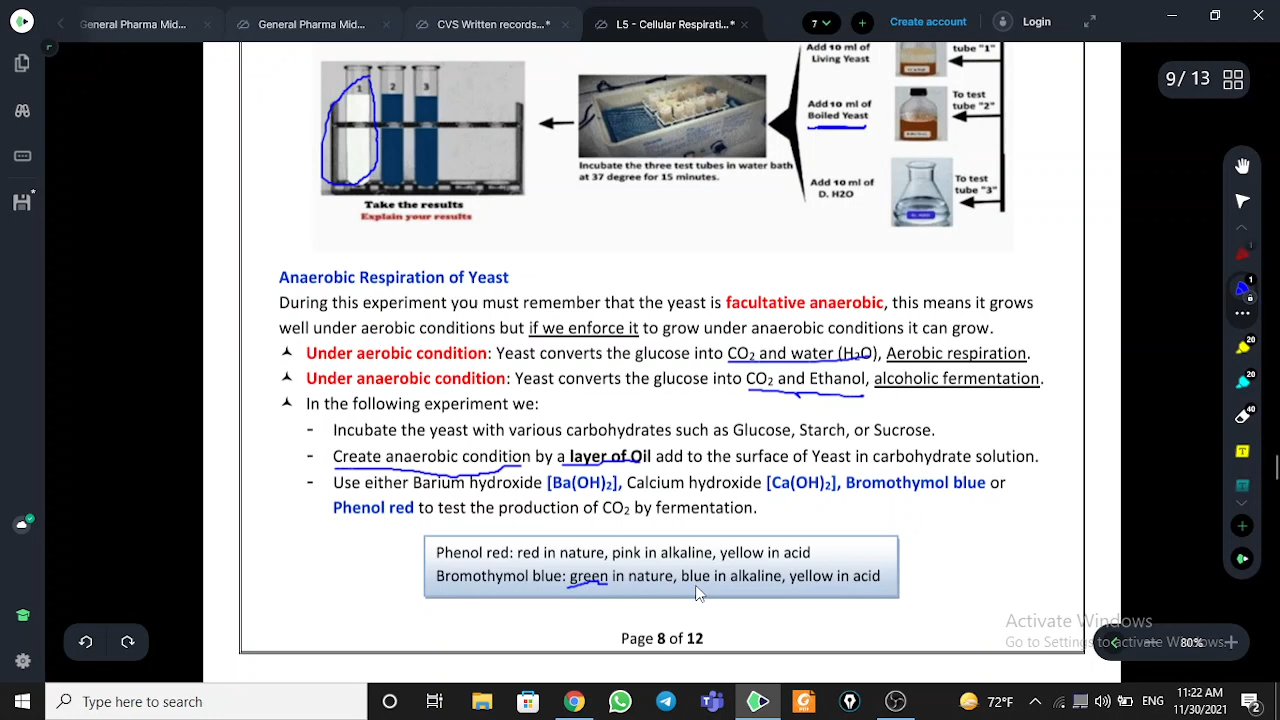 General Pharma Mid...
General Pharma Mid...
CVS Written records...*
L5 - Cellular Respirati...*
7
Create account
Login
9 / 13
1
2
3
Take the results
Explain your results
Incubate the three test tubes in water bath
at 37 degree for 15 minutes.
Add 10 ml of
Living Yeast
Add 10 ml of
Boiled Yeast
Add 10 ml of
D. H2O
tube "1"
To test
tube "2"
To test
tube "3"
Anaerobic Respiration of Yeast
During this experiment you must remember that the yeast is facultative anaerobic, this means it grows
well under aerobic conditions but if we enforce it to grow under anaerobic conditions it can grow.
Under aerobic condition: Yeast converts the glucose into CO₂ and water (H₂O), Aerobic respiration.
Under anaerobic condition: Yeast converts the glucose into CO₂ and Ethanol, alcoholic fermentation.
In the following experiment we:
- Incubate the yeast with various carbohydrates such as Glucose, Starch, or Sucrose.
- Create anaerobic condition by a layer of Oil add to the surface of Yeast in carbohydrate solution.
- Use either Barium hydroxide [Ba(OH)₂], Calcium hydroxide [Ca(OH)₂], Bromothymol blue or
Phenol red to test the production of CO₂ by fermentation.
Phenol red: red in nature, pink in alkaline, yellow in acid
Bromothymol blue: green in nature, blue in alkaline, yellow in acid
Page 8 of 12
1
8
20
20
40
Activate Windows
Go to Settings to activate Windows.
80%
Type here to search
72°F
ENG
11:22 AM
11/30/2021
2